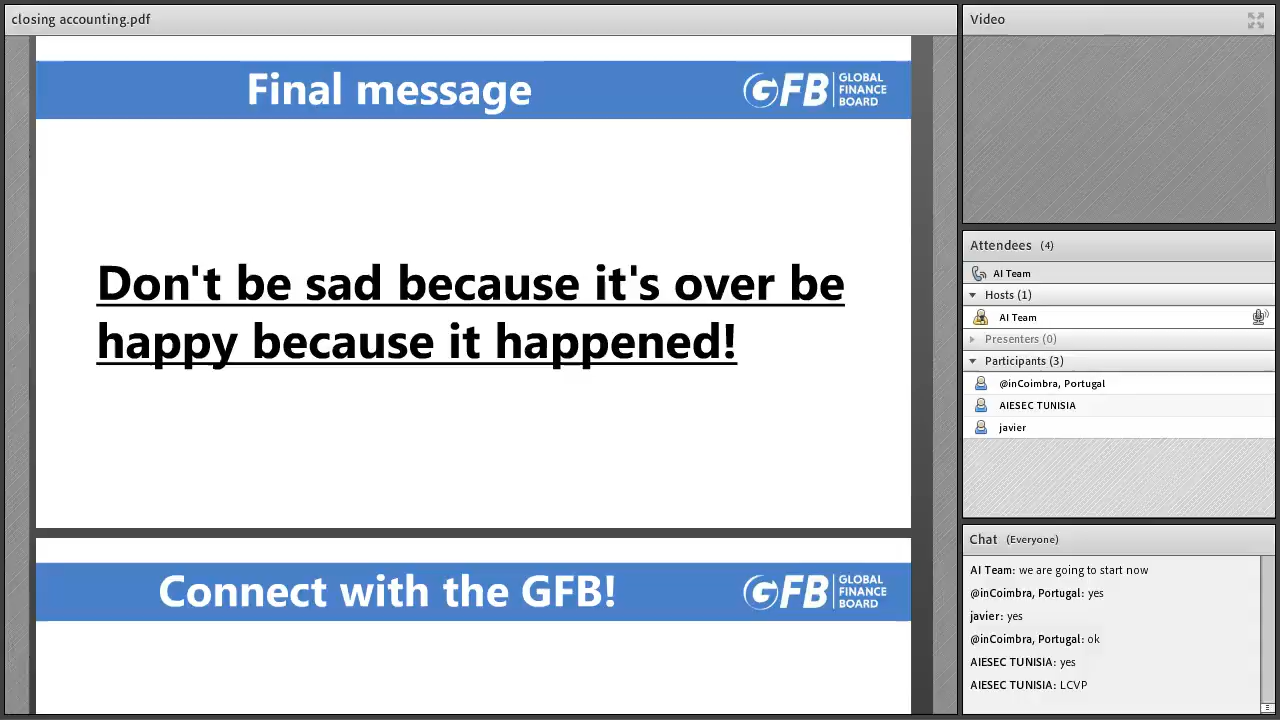 closing accounting.pdf
Final message
GFB GLOBAL
FINANCE
BOARD
Don't be sad because it's over be
happy because it happened!
Connect with the GFB!
GFB GLOBAL
FINANCE
BOARD
Video
Attendees (4)
AI Team
Hosts (1)
AI Team
Presenters (0)
Participants (3)
@inCoimbra, Portugal
AIESEC TUNISIA
javier
Chat (Everyone)
AI Team: we are going to start now
@inCoimbra, Portugal: yes
javier: yes
@inCoimbra, Portugal: ok
AIESEC TUNISIA: yes
AIESEC TUNISIA: LCVP